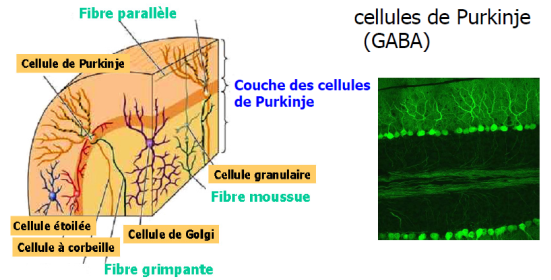 Fibre parallèle
Cellule de Purkinje
Couche des cellules
de Purkinje
Cellule granulaire
Fibre moussue
Cellule étoilée
Cellule à corbeille
Cellule de Golgi
Fibre grimpante
cellules de Purkinje
(GABA)